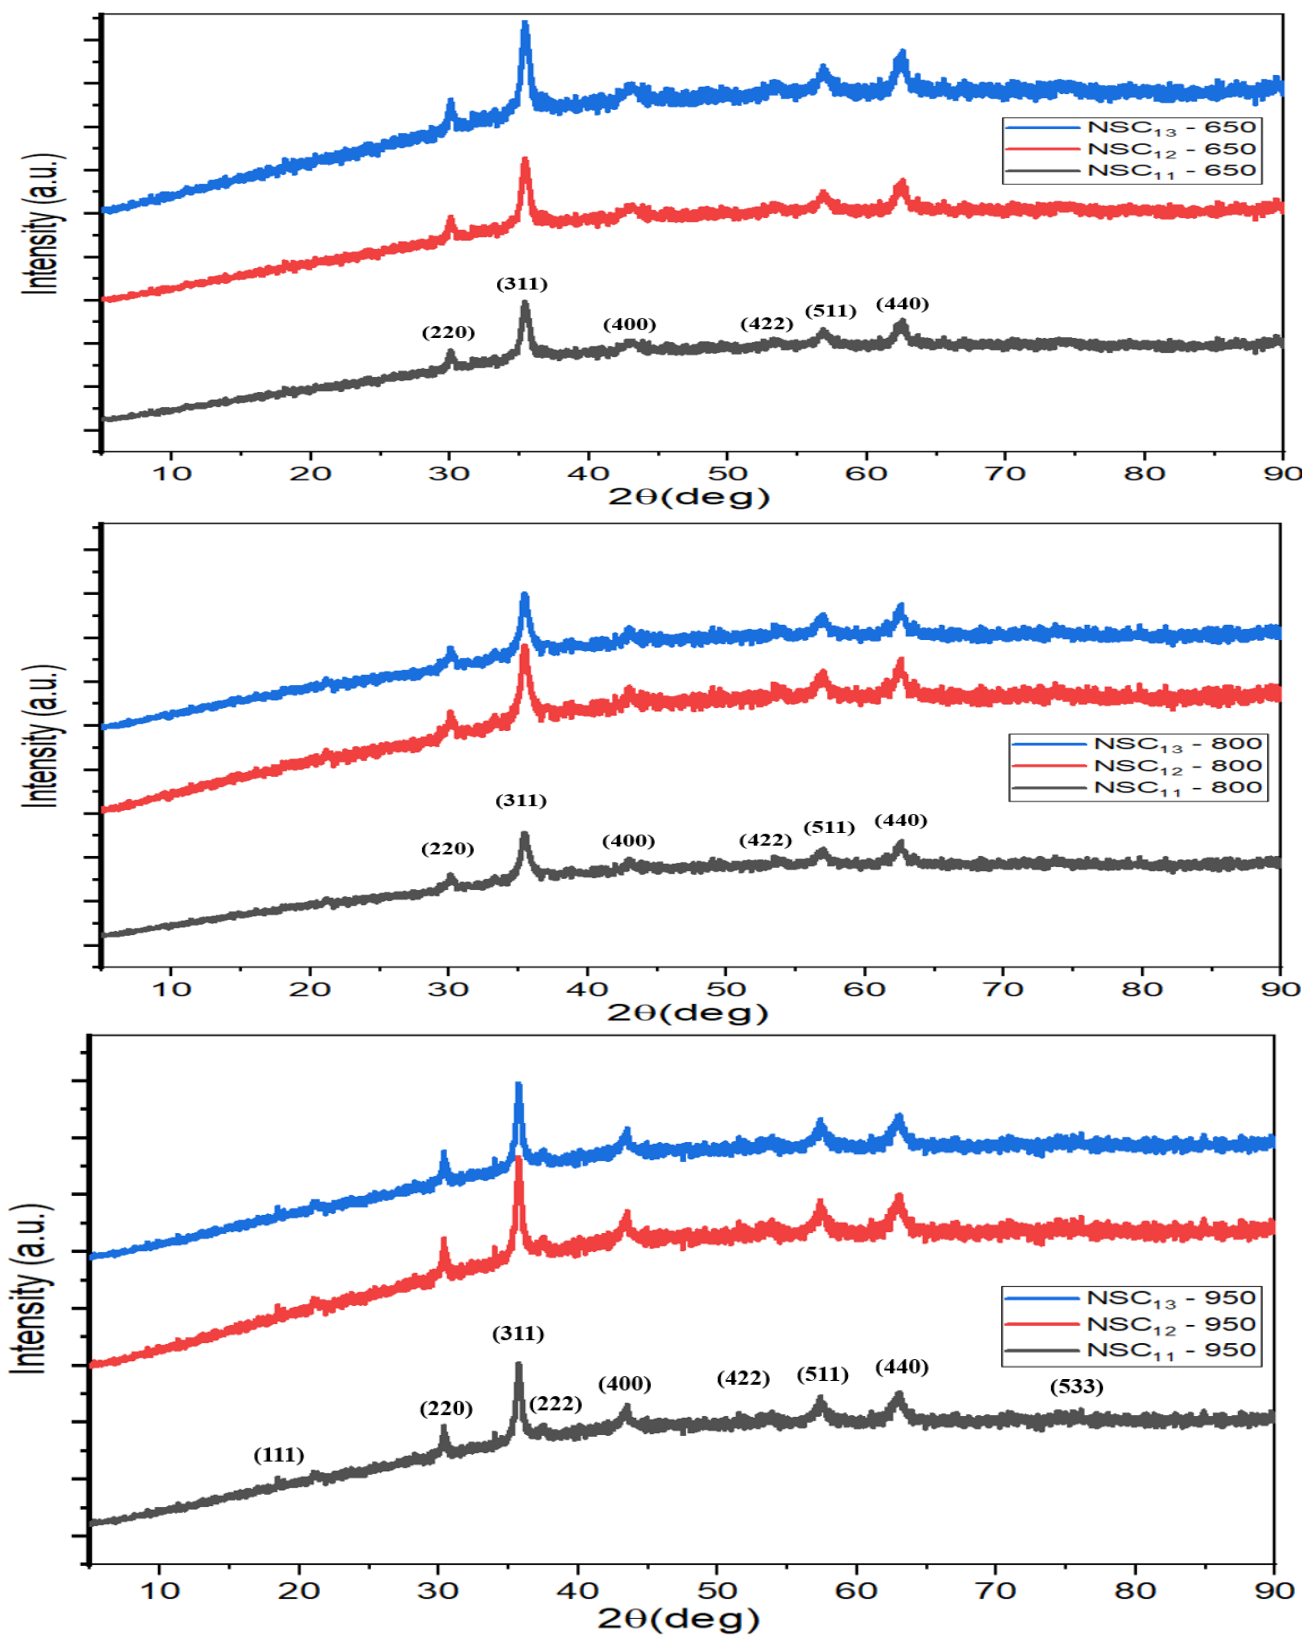 Intensity (a.u.)
NSC₁₃ - 650
NSC₁₂ - 650
NSC₁₁ - 650
(220)
(311)
(400)
(422)
(511)
(440)
10 20 30 40 50 60 70 80 90
2θ(deg)
Intensity (a.u.)
NSC₁₃ - 800
NSC₁₂ - 800
NSC₁₁ - 800
(220)
(311)
(400)
(422)
(511)
(440)
10 20 30 40 50 60 70 80 90
2θ(deg)
Intensity (a.u.)
NSC₁₃ - 950
NSC₁₂ - 950
NSC₁₁ - 950
(111)
(220)
(311)
(222)
(400)
(422)
(511)
(440)
(533)
10 20 30 40 50 60 70 80 90
2θ(deg)